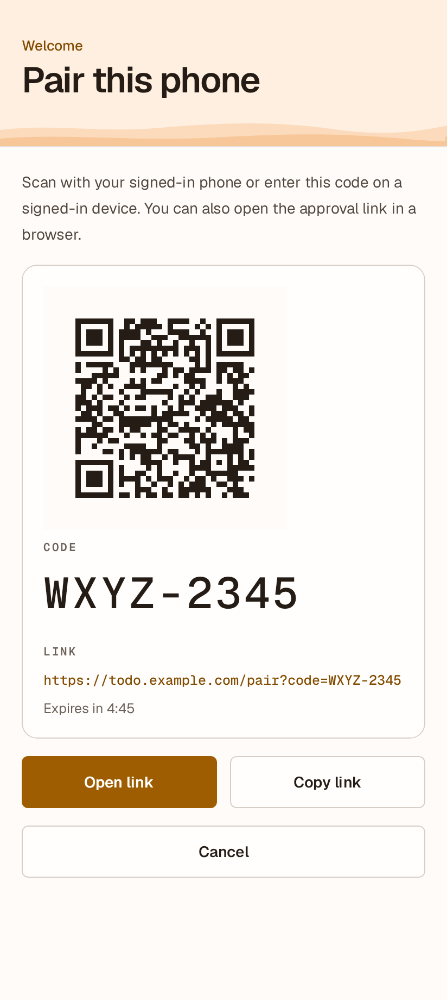 Welcome
Pair this phone
Scan with your signed-in phone or enter this code on a
signed-in device. You can also open the approval link in a
browser.
CODE
WXYZ-2345
LINK
https://todo.example.com/pair?code=WXYZ-2345
Expires in 4:45
Open link
Copy link
Cancel